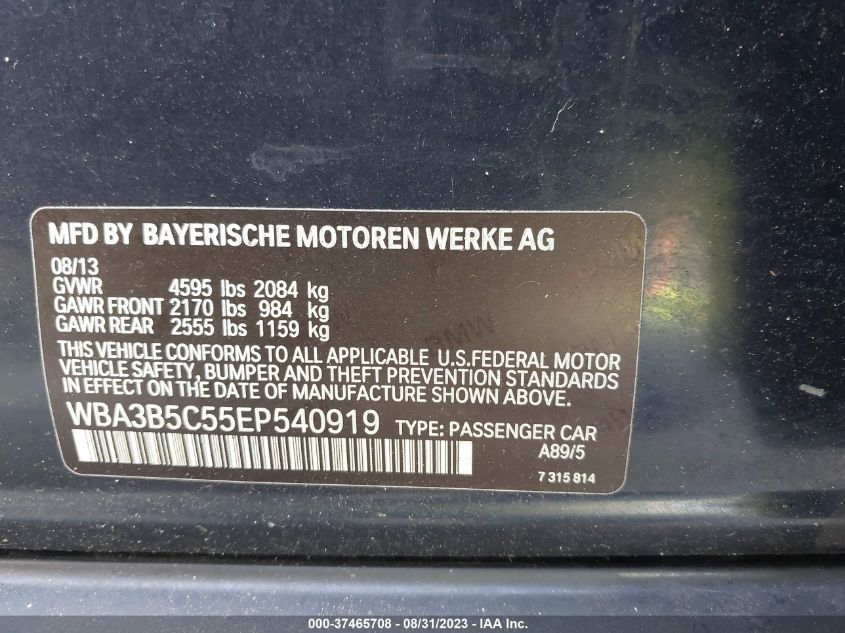 MFD BY BAYERISCHE MOTOREN WERKE AG
08/13
GVWR 4595 lbs 2084 kg
GAWR FRONT 2170 lbs 984 kg
GAWR REAR 2555 lbs 1159 kg
THIS VEHICLE CONFORMS TO ALL APPLICABLE U.S.FEDERAL MOTOR
VEHICLE SAFETY, BUMPER AND THEFT PREVENTION STANDARDS
IN EFFECT ON THE DATE OF MANUFACTURE SHOWN ABOVE.
WBA3B5C55EP540919 TYPE: PASSENGER CAR
A89/5
7 315 814
000-37465708 - 08/31/2023 - IAA Inc.